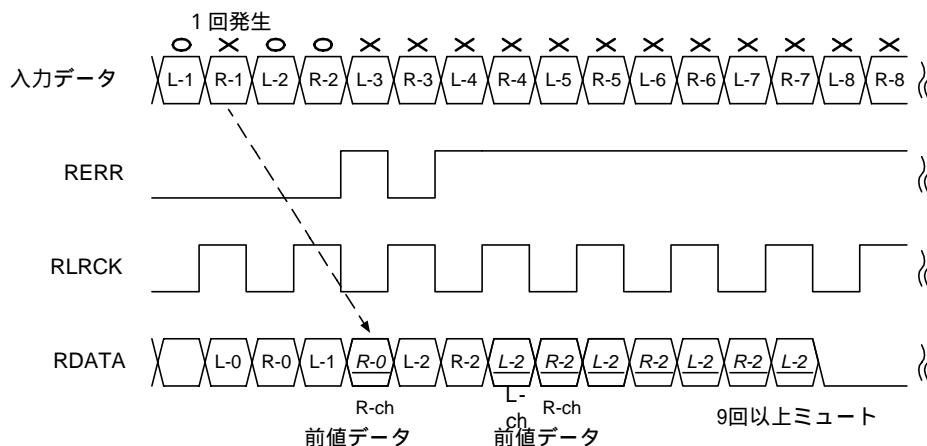 1回発生
○ × ○ ○ × × × × × × × × × × × ×
入力データ L-1 R-1 L-2 R-2 L-3 R-3 L-4 R-4 L-5 R-5 L-6 R-6 L-7 R-7 L-8 R-8
RERR
RLRCK
RDATA L-0 R-0 L-1 R-0 L-2 R-2 L-2 R-2 L-2 R-2 L-2 R-2 L-2
R-ch L-ch R-ch 9回以上ミュート
前値データ 前値データ